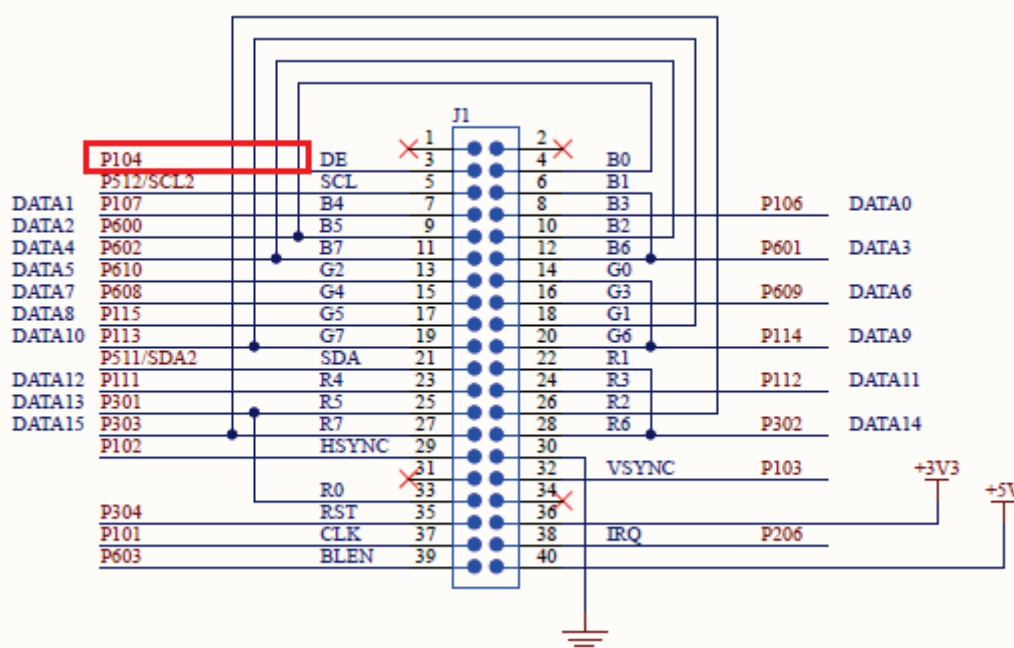 J1
1 2
P104 DE 3 4 B0
P512/SCL2 SCL 5 6 B1
DATA1 P107 B4 7 8 B3 P106 DATA0
DATA2 P600 B5 9 10 B2
DATA4 P602 B7 11 12 B6 P601 DATA3
DATA5 P610 G2 13 14 G0
DATA7 P608 G4 15 16 G3 P609 DATA6
DATA8 P115 G5 17 18 G1
DATA10 P113 G7 19 20 G6 P114 DATA9
P511/SDA2 SDA 21 22 R1
DATA12 P111 R4 23 24 R3 P112 DATA11
DATA13 P301 R5 25 26 R2
DATA15 P303 R7 27 28 R6 P302 DATA14
P102 HSYNC 29 30
31 32 VSYNC P103 +3V3
R0 33 34 +5V
P304 RST 35 36
P101 CLK 37 38 IRQ P206
P603 BLEN 39 40